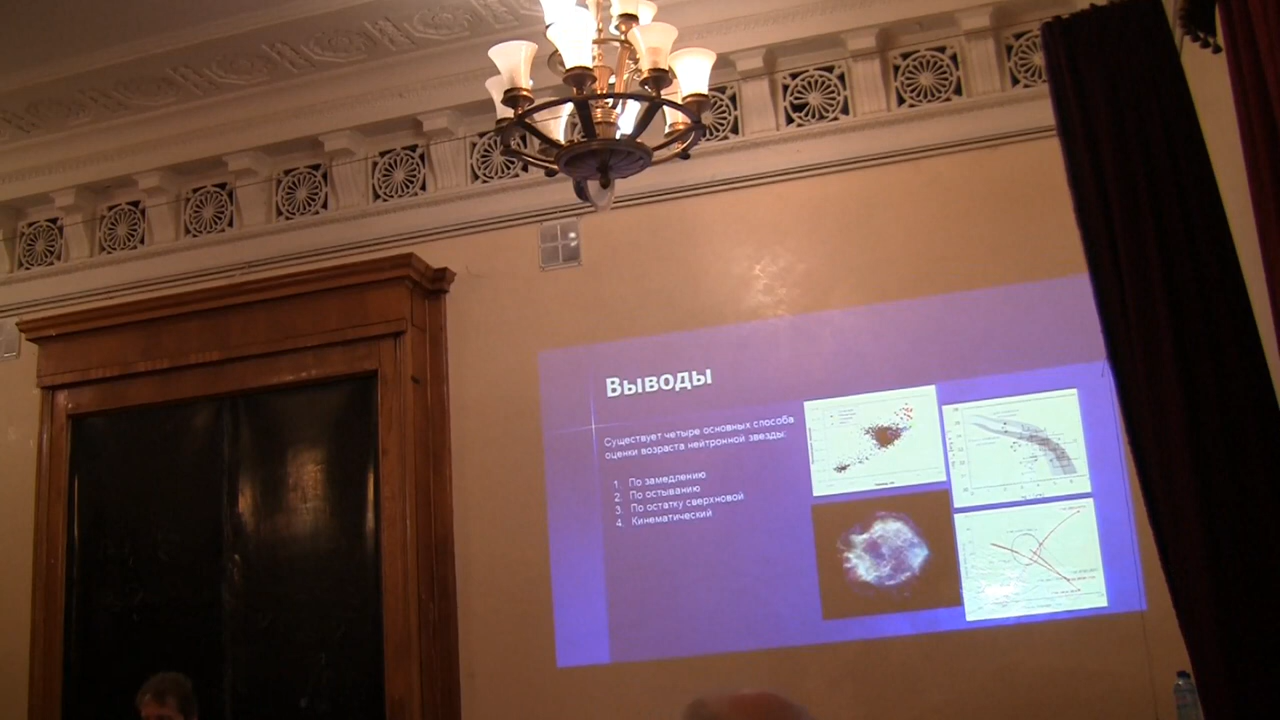 Выводы
Существует четыре основных способа
оценки возраста нейтронной звезды:
1. По замедлению
2. По остыванию
3. По остатку сверхновой
4. Кинематический